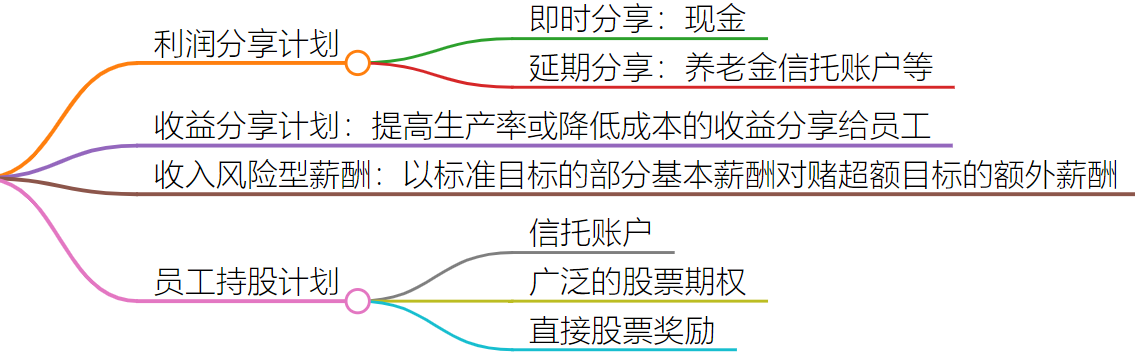 利润分享计划
即时分享：现金
延期分享：养老金信托账户等
收益分享计划：提高生产率或降低成本的收益分享给员工
收入风险型薪酬：以标准目标的部分基本薪酬对赌超额目标的额外薪酬
员工持股计划
信托账户
广泛的股票期权
直接股票奖励